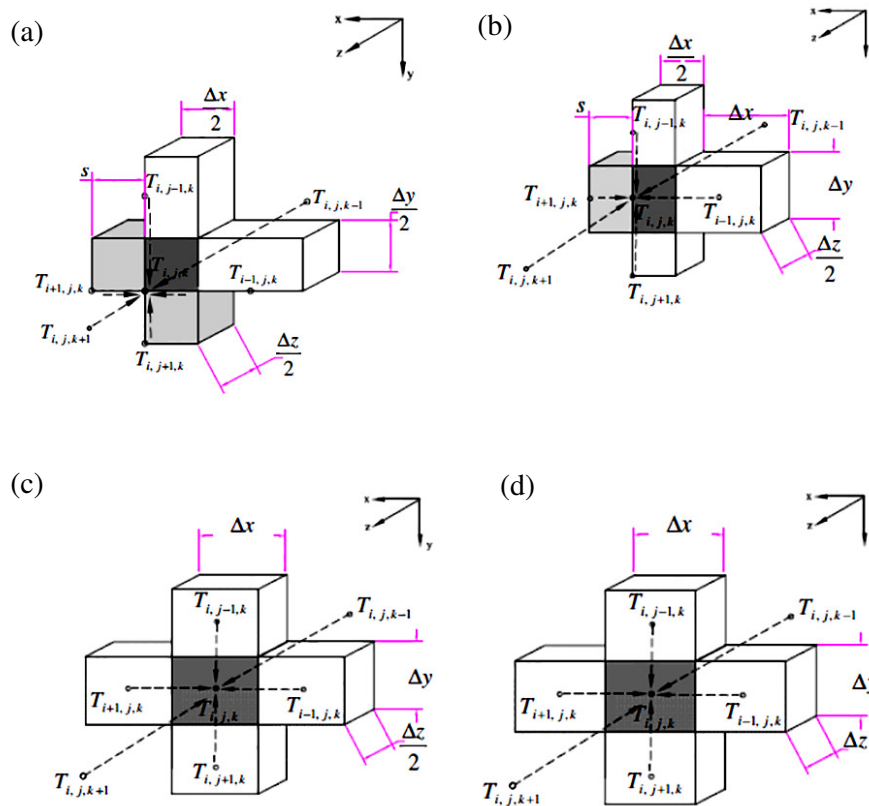 (a)
x
z
y
Δx/2
s
T_{i, j-1, k}
T_{i, j, k-1}
Δy/2
T_{i+1, j, k}
T_{i, j, k}
T_{i-1, j, k}
T_{i, j, k+1}
T_{i, j+1, k}
Δz/2
(b)
x
z
Δx/2
s
T_{i, j-1, k}
Δx
T_{i, j, k-1}
T_{i+1, j, k}
T_{i, j, k}
T_{i-1, j, k}
Δy
T_{i, j, k+1}
T_{i, j+1, k}
Δz/2
(c)
x
z
y
Δx
T_{i, j-1, k}
T_{i, j, k-1}
T_{i+1, j, k}
T_{i, j, k}
T_{i-1, j, k}
Δy
Δz/2
T_{i, j, k+1}
T_{i, j+1, k}
(d)
x
z
y
Δx
T_{i, j-1, k}
T_{i, j, k-1}
T_{i+1, j, k}
T_{i, j, k}
T_{i-1, j, k}
Δz
T_{i, j, k+1}
T_{i, j+1, k}